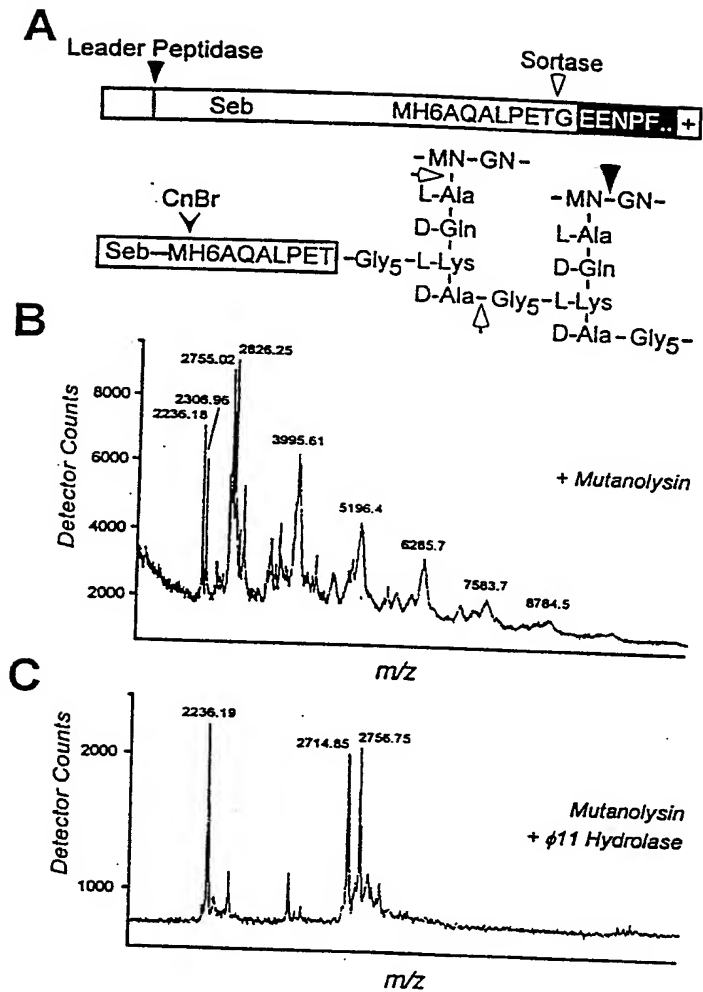 A
Leader Peptidase
Sortase
Seb
MH6AQALPETG EENPF.. +
-MN-GN-
L-Ala
-MN-GN-
CnBr
D-Gln
L-Ala
Seb-MH6AQALPET -Gly5-L-Lys
D-Gln
D-Ala-Gly5-L-Lys
D-Ala-Gly5-
B
2755.02
2826.25
8000
2306.96
2236.18
3995.61
Detector Counts
6000
+ Mutanolysin
5196.4
4000
6285.7
7583.7
8784.5
2000
m/z
C
2236.19
2714.85
2756.75
Detector Counts
2000
Mutanolysin
+ ϕ11 Hydrolase
1000
m/z